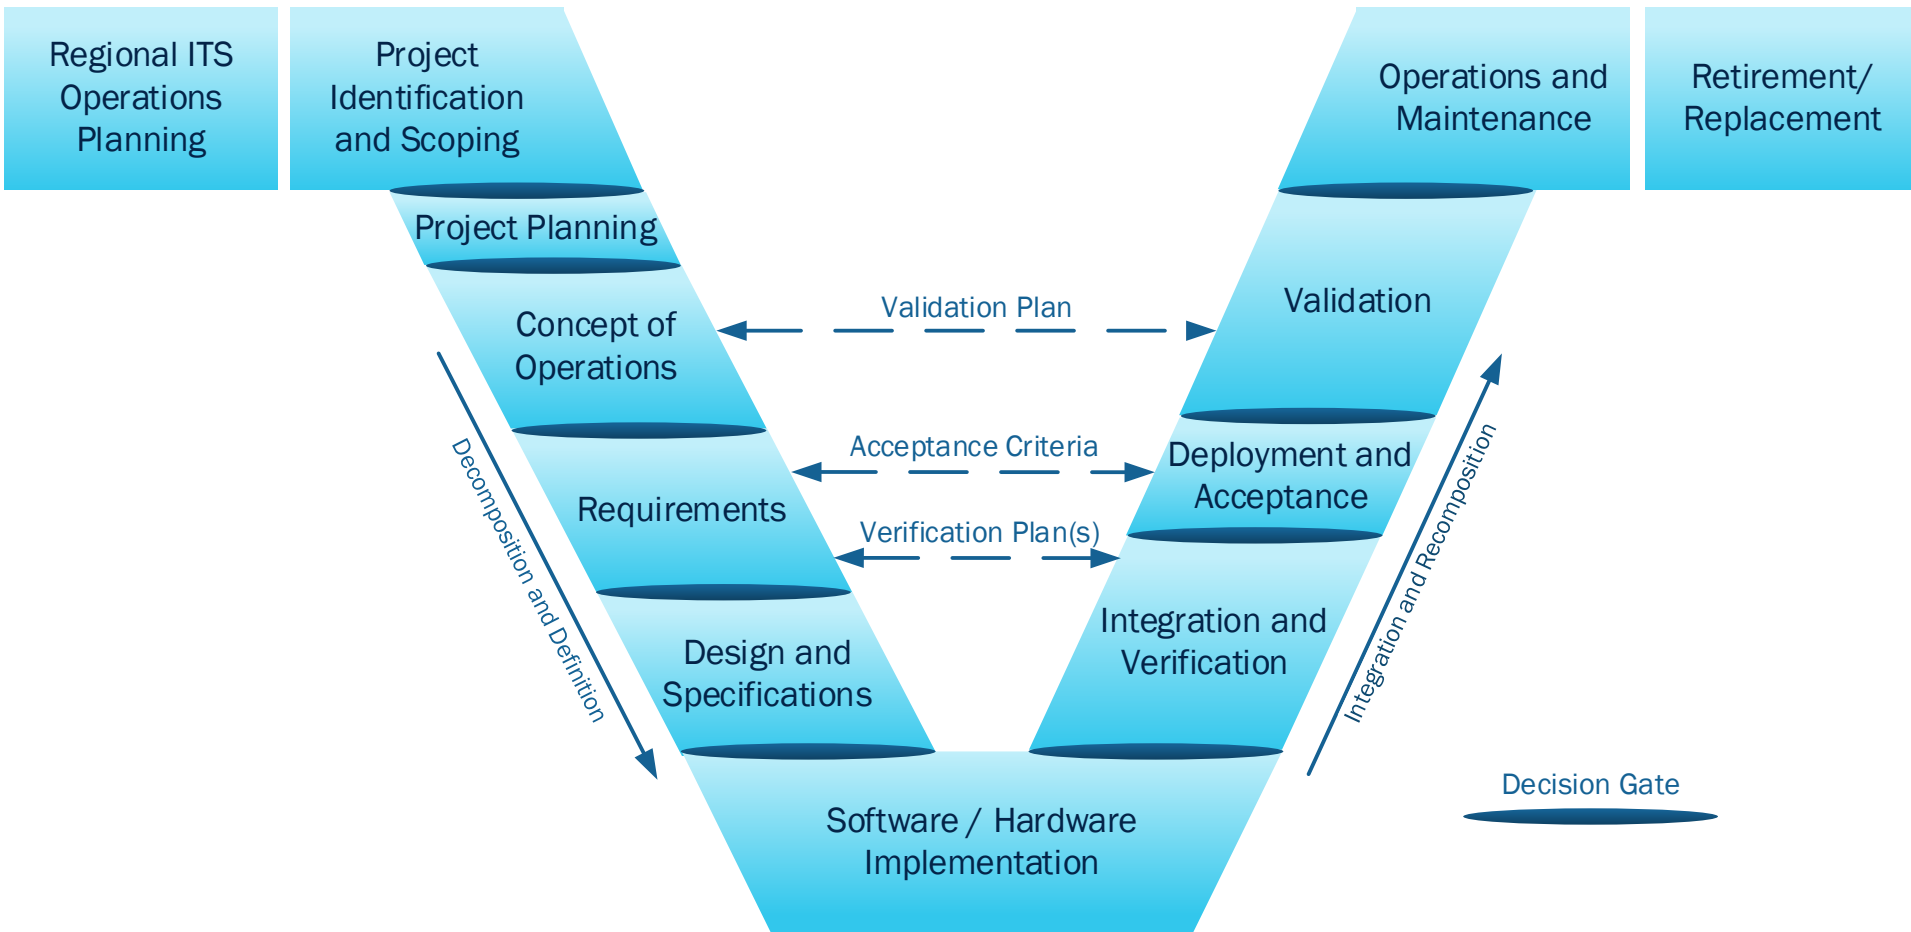 Regional ITS
Operations
Planning
Project
Identification
and Scoping
Project Planning
Concept of
Operations
Requirements
Design and
Specifications
Software / Hardware
Implementation
Integration and
Verification
Deployment and
Acceptance
Validation
Operations and
Maintenance
Retirement/
Replacement
Validation Plan
Acceptance Criteria
Verification Plan(s)
Decomposition and Definition
Integration and Recomposition
Decision Gate